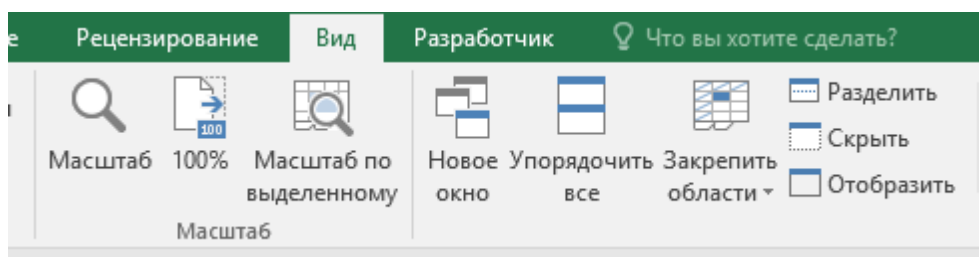 е Рецензирование Вид Разработчик Что вы хотите сделать?
Масштаб 100% Масштаб по выделенному
Новое окно Упорядочить все Закрепить области
Разделить
Скрыть
Отобразить
100
Масштаб